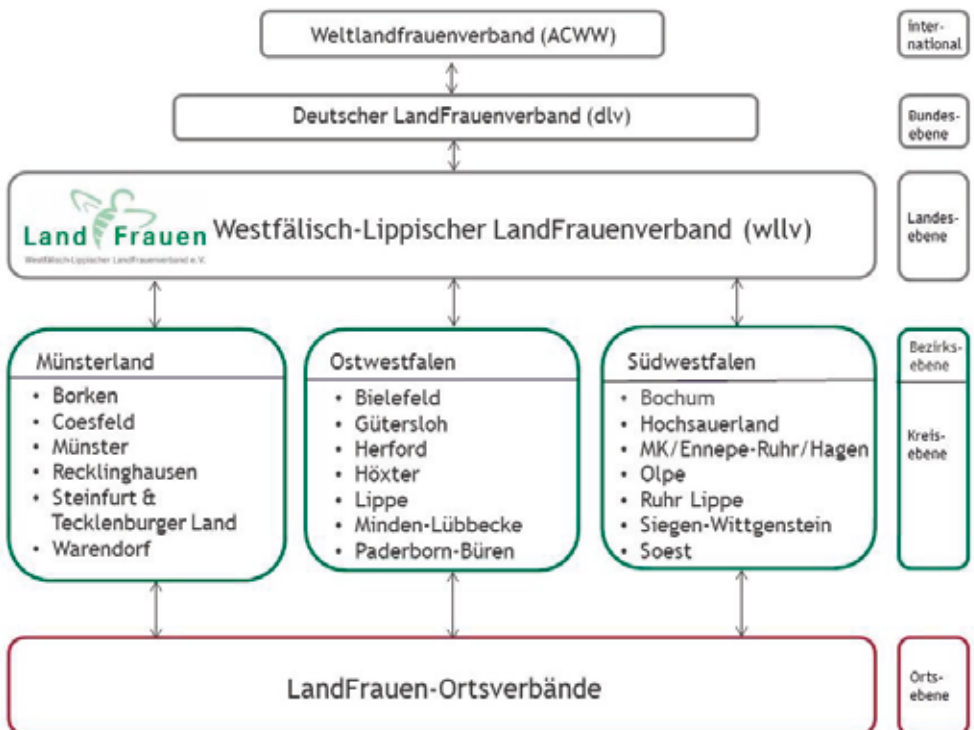 Weltlandfrauenverband (ACWW)
inter-
national
Deutscher LandFrauenverband (dlv)
Bundes-
ebene
Land Frauen
Westfälisch-Lippischer LandFrauenverband e.V.
Westfälisch-Lippischer LandFrauenverband (wllv)
Landes-
ebene
Münsterland
• Borken
• Coesfeld
• Münster
• Recklinghausen
• Steinfurt &
Tecklenburger Land
• Warendorf
Ostwestfalen
• Bielefeld
• Gütersloh
• Herford
• Höxter
• Lippe
• Minden-Lübbecke
• Paderborn-Büren
Südwestfalen
• Bochum
• Hochsauerland
• MK/Ennepe-Ruhr/Hagen
• Olpe
• Ruhr Lippe
• Siegen-Wittgenstein
• Soest
Bezirks-
ebene
Kreis-
ebene
LandFrauen-Ortsverbände
Orts-
ebene